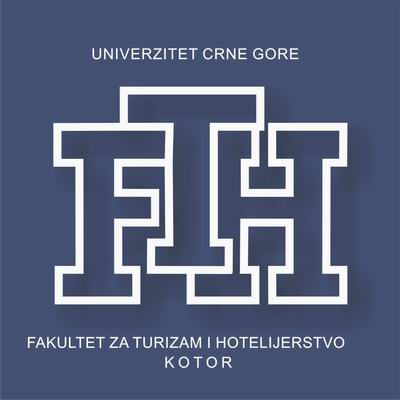 UNIVERZITET CRNE GORE
FTH
FAKULTET ZA TURIZAM I HOTELIJERSTVO
KOTOR